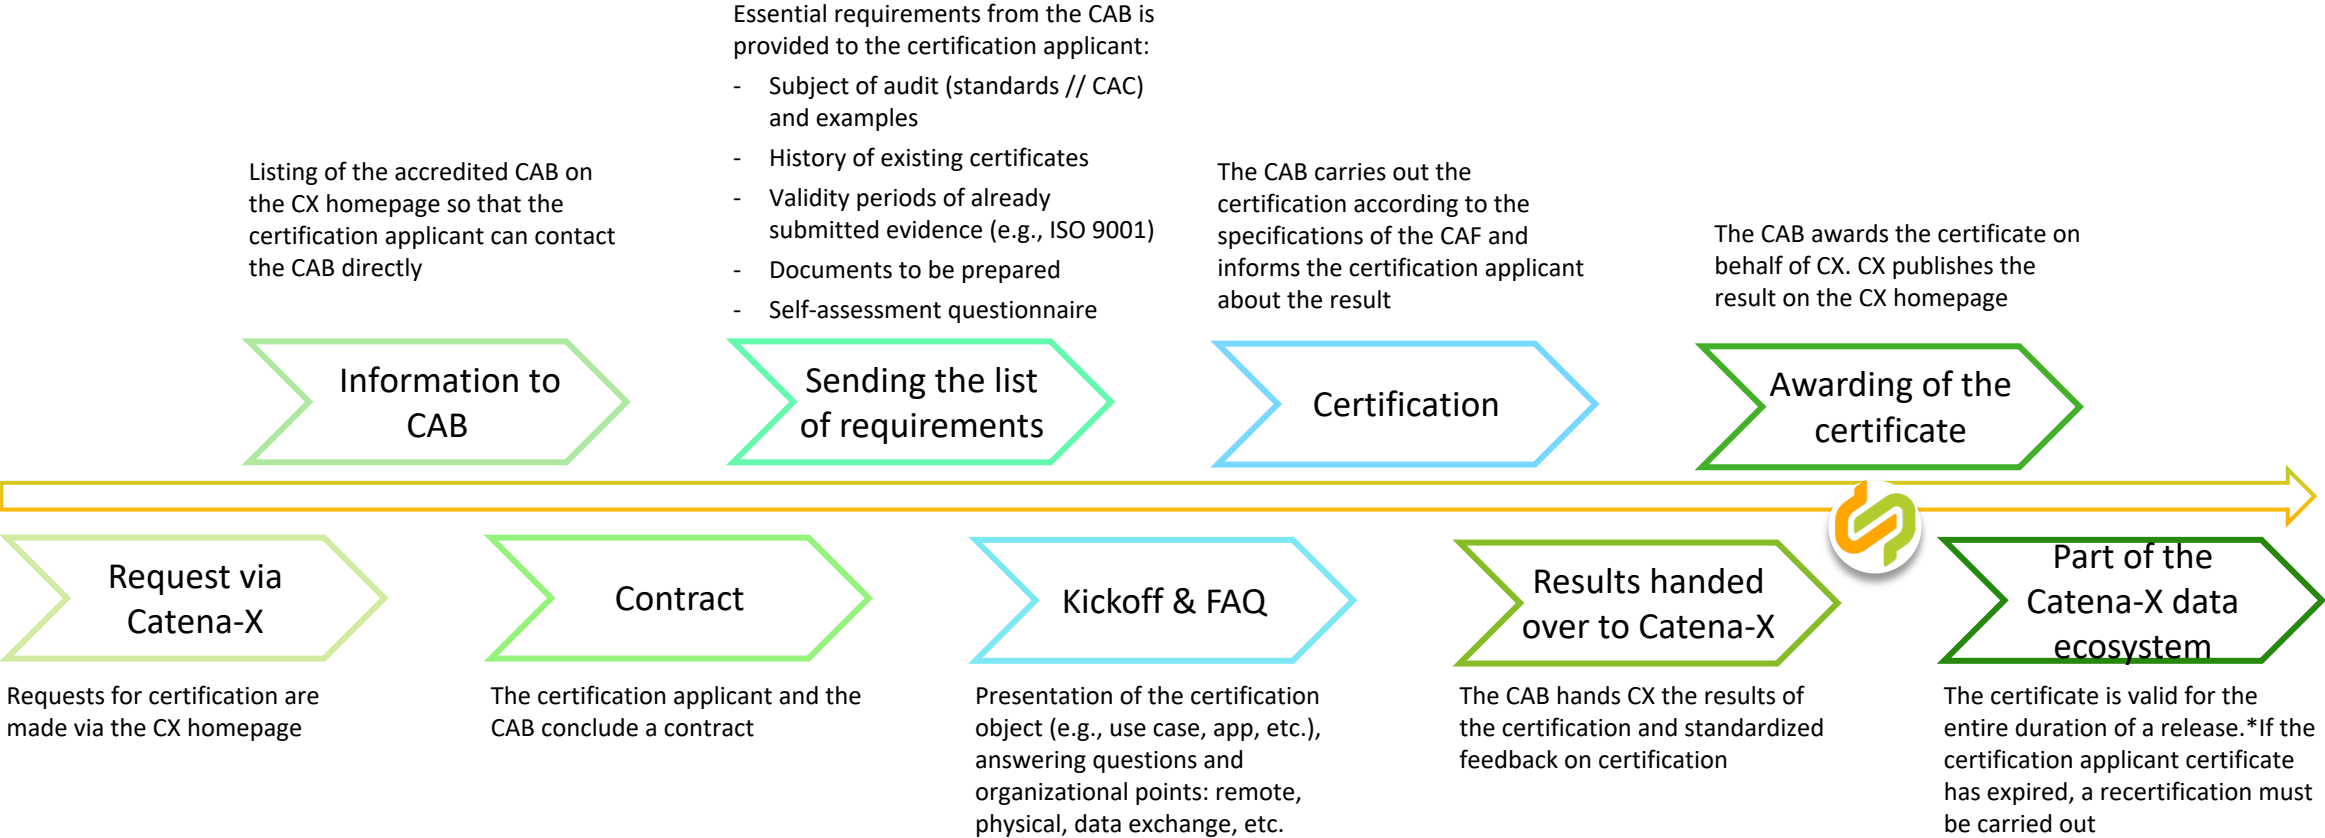 Essential requirements from the CAB is
provided to the certification applicant:
- Subject of audit (standards // CAC)
and examples
- History of existing certificates
- Validity periods of already
submitted evidence (e.g., ISO 9001)
- Documents to be prepared
- Self-assessment questionnaire
Listing of the accredited CAB on
the CX homepage so that the
certification applicant can contact
the CAB directly
The CAB carries out the
certification according to the
specifications of the CAF and
informs the certification applicant
about the result
The CAB awards the certificate on
behalf of CX. CX publishes the
result on the CX homepage
Information to
CAB
Sending the list
of requirements
Certification
Awarding of the
certificate
Request via
Catena-X
Contract
Kickoff & FAQ
Results handed
over to Catena-X
Part of the
Catena-X data
ecosystem
Requests for certification are
made via the CX homepage
The certification applicant and the
CAB conclude a contract
Presentation of the certification
object (e.g., use case, app, etc.),
answering questions and
organizational points: remote,
physical, data exchange, etc.
The CAB hands CX the results of
the certification and standardized
feedback on certification
The certificate is valid for the
entire duration of a release.*If the
certification applicant certificate
has expired, a recertification must
be carried out